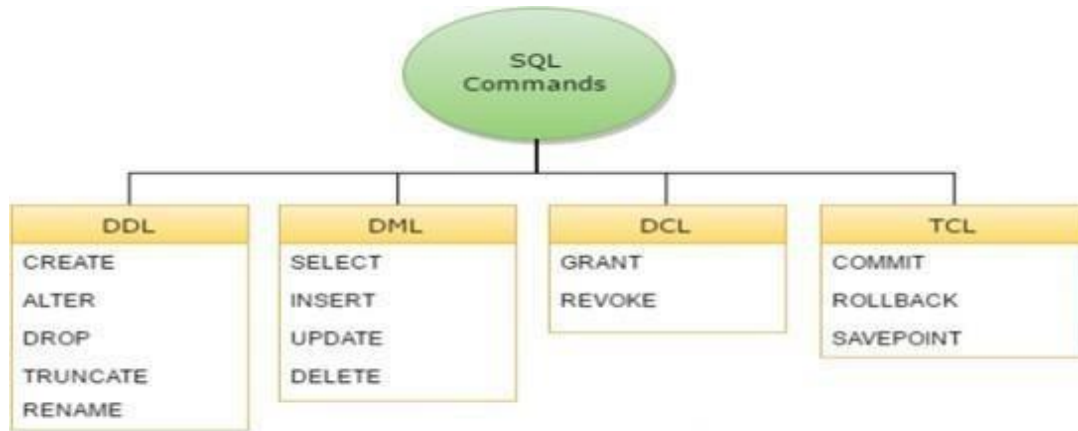 SQL
Commands
DDL
CREATE
ALTER
DROP
TRUNCATE
RENAME
DML
SELECT
INSERT
UPDATE
DELETE
DCL
GRANT
REVOKE
TCL
COMMIT
ROLLBACK
SAVEPOINT